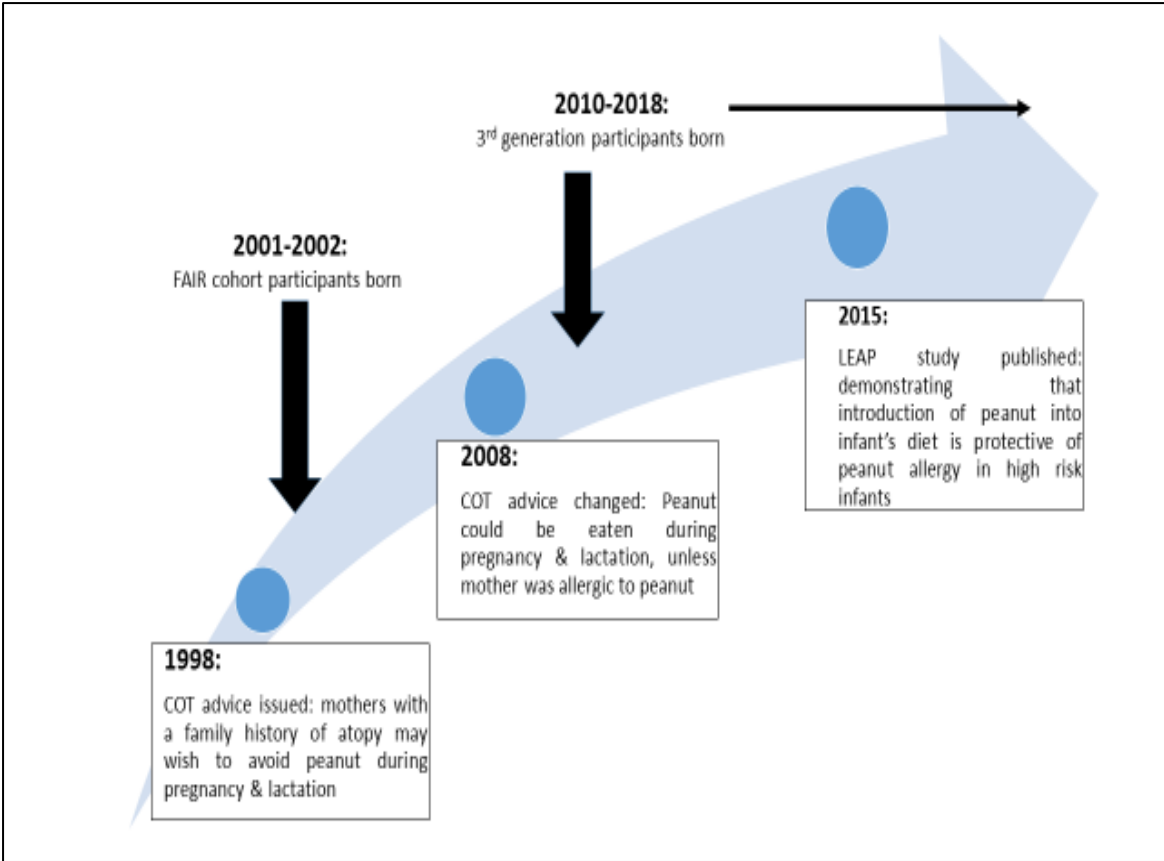 2010-2018:
3rd generation participants born
2001-2002:
FAIR cohort participants born
2015:
LEAP study published:
demonstrating that
introduction of peanut into
infant's diet is protective of
peanut allergy in high risk
infants
2008:
COT advice changed: Peanut
could be eaten during
pregnancy & lactation, unless
mother was allergic to peanut
1998:
COT advice issued: mothers with
a family history of atopy may
wish to avoid peanut during
pregnancy & lactation